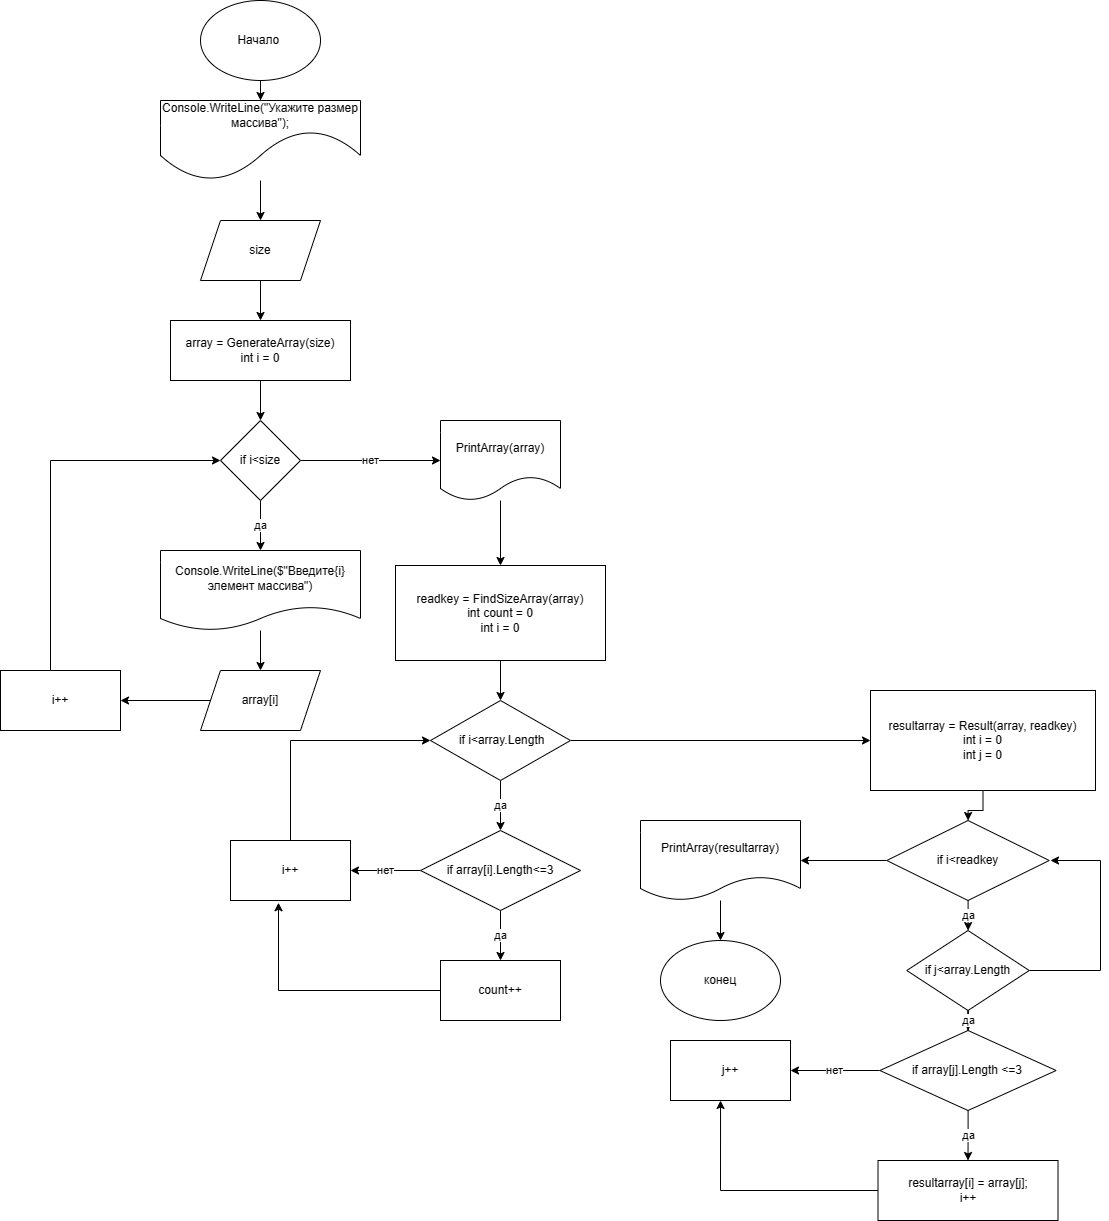 Начало
Console.WriteLine("Укажите размер
массива");
size
array = GenerateArray(size)
int i = 0
if i<size
нет
PrintArray(array)
да
Console.WriteLine($"Введите{i}
элемент массива")
array[i]
i++
readkey = FindSizeArray(array)
int count = 0
int i = 0
if i<array.Length
да
if array[i].Length<=3
нет
i++
да
count++
resultarray = Result(array, readkey)
int i = 0
int j = 0
if i<readkey
PrintArray(resultarray)
конец
да
if j<array.Length
да
if array[j].Length <=3
нет
j++
да
resultarray[i] = array[j];
i++